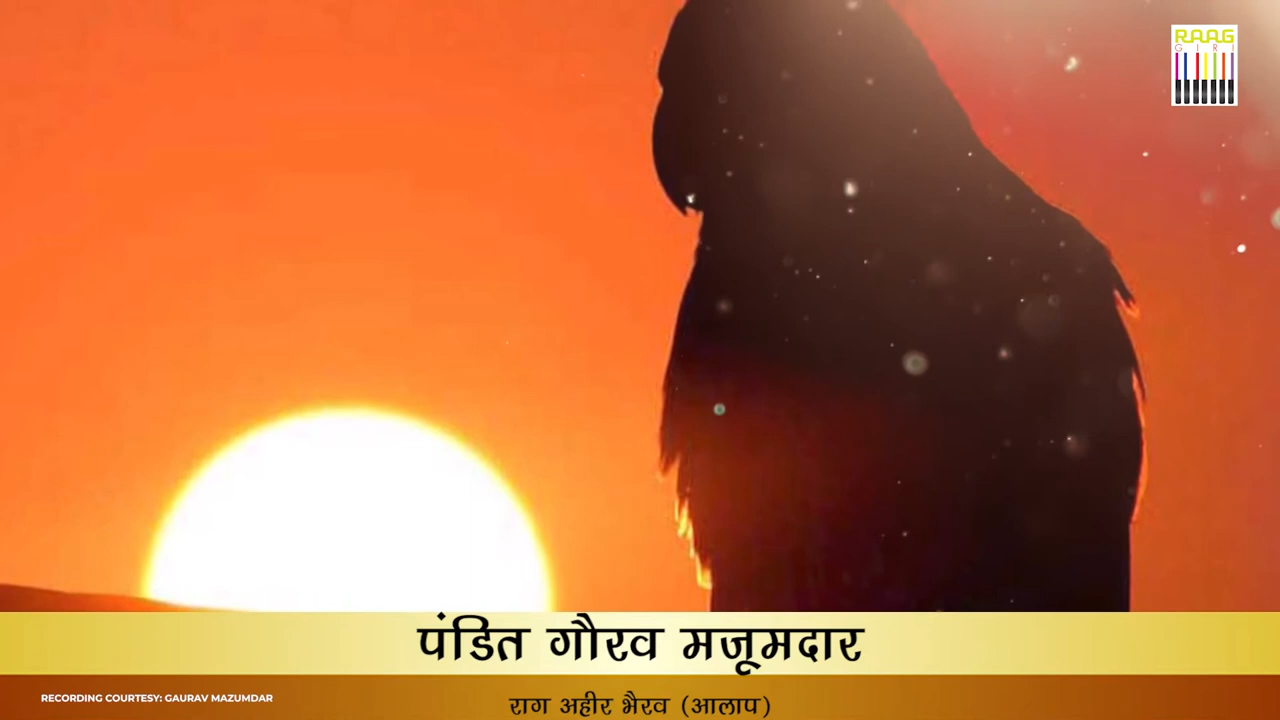 RAAG
GIRI
पंडित गौरव मजूमदार
RECORDING COURTESY: GAURAV MAZUMDAR
राग अहीर भैरव (आलाप)